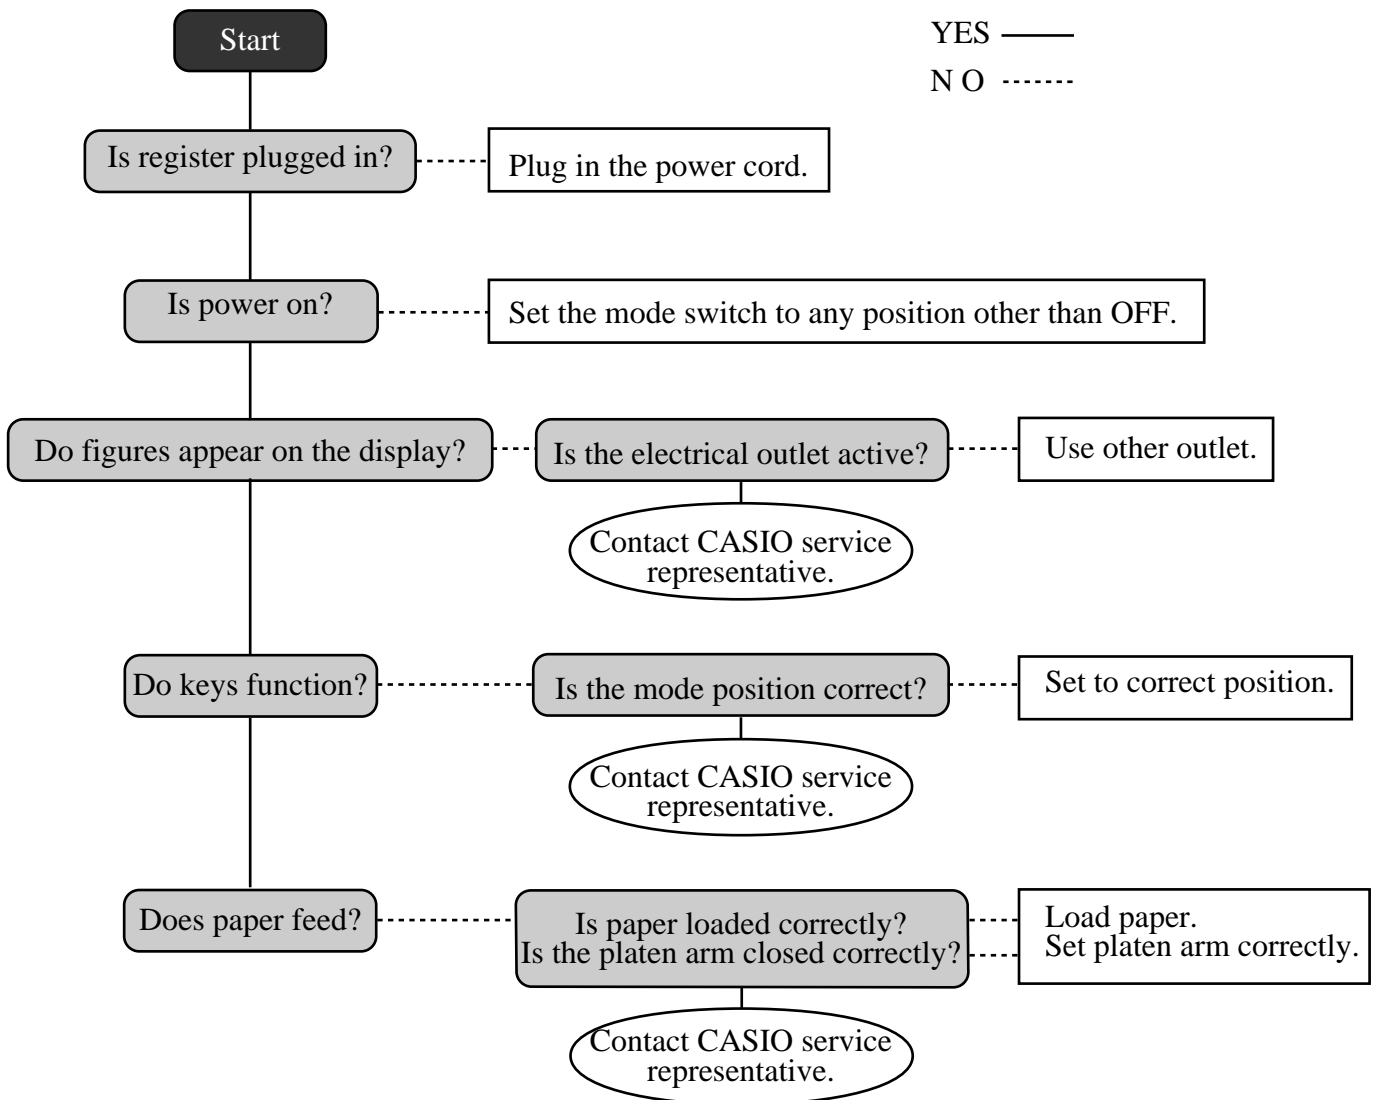 Start
YES
N O
Is register plugged in?
Plug in the power cord.
Is power on?
Set the mode switch to any position other than OFF.
Do figures appear on the display?
Is the electrical outlet active?
Use other outlet.
Contact CASIO service
representative.
Do keys function?
Is the mode position correct?
Set to correct position.
Contact CASIO service
representative.
Does paper feed?
Is paper loaded correctly?
Is the platen arm closed correctly?
Load paper.
Set platen arm correctly.
Contact CASIO service
representative.